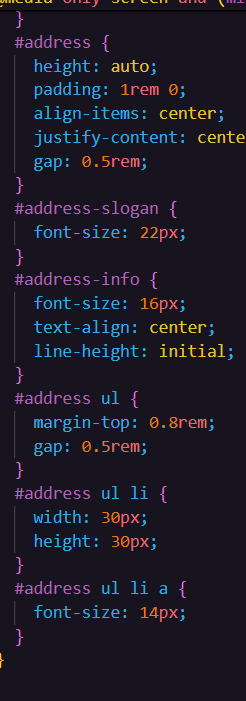 @media only screen and (mi
}
#address {
height: auto;
padding: 1rem 0;
align-items: center;
justify-content: cente
gap: 0.5rem;
}
#address-slogan {
font-size: 22px;
}
#address-info {
font-size: 16px;
text-align: center;
line-height: initial;
}
#address ul {
margin-top: 0.8rem;
gap: 0.5rem;
}
#address ul li {
width: 30px;
height: 30px;
}
#address ul li a {
font-size: 14px;
}
}